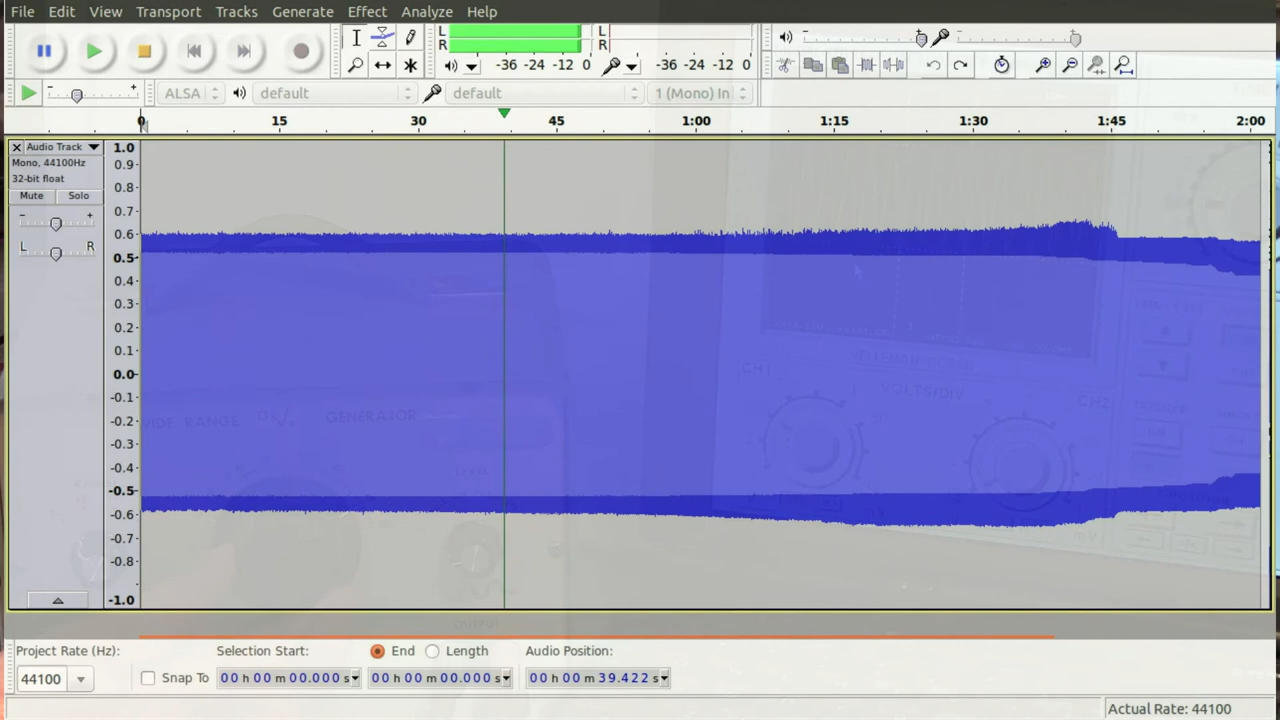 File Edit View Transport Tracks Generate Effect Analyze Help
L
R
-36 -24 -12 0
L
R
-36 -24 -12 0
ALSA default default 1 (Mono) In
0 15 30 45 1:00 1:15 1:30 1:45 2:00
Audio Track
Mono, 44100Hz
32-bit float
Mute Solo
- +
L R
1.0
0.9
0.8
0.7
0.6
0.5
0.4
0.3
0.2
0.1
0.0
-0.1
-0.2
-0.3
-0.4
-0.5
-0.6
-0.7
-0.8
-1.0
WIDE RANGE GENERATOR
CH1
VOLTS/DIV
CH2
mV
OUTPUT
Project Rate (Hz): Selection Start: End Length Audio Position:
44100 Snap To 00 h 00 m 00.000 s 00 h 00 m 00.000 s 00 h 00 m 39.422 s
Actual Rate: 44100